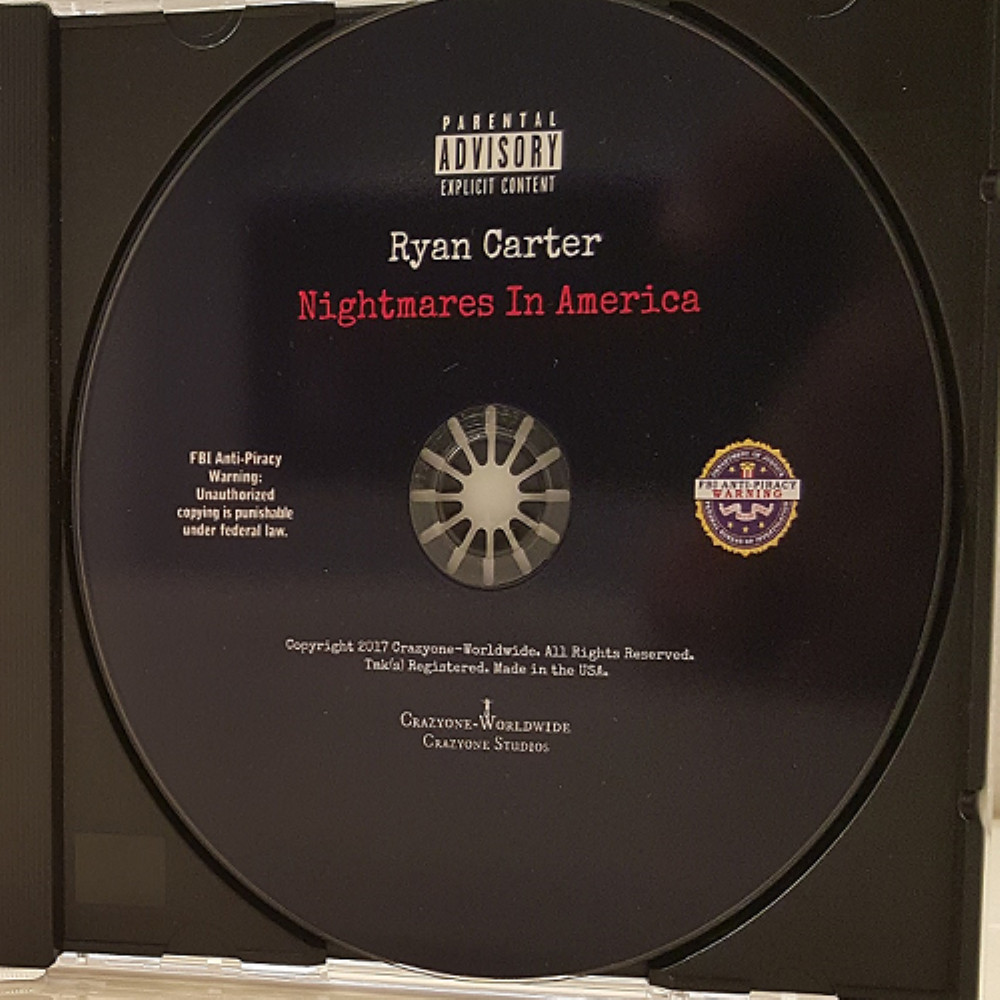 PARENTAL
ADVISORY
EXPLICIT CONTENT
Ryan Carter
Nightmares In America
FBI Anti-Piracy
Warning:
Unauthorized
copying is punishable
under federal law.
FBI ANTI-PIRACY
WARNING
Copyright 2017 Crazyone-Worldwide. All Rights Reserved.
Tmk(s) Registered. Made in the USA.
CRAZYONE-WORLDWIDE
CRAZYONE STUDIOS